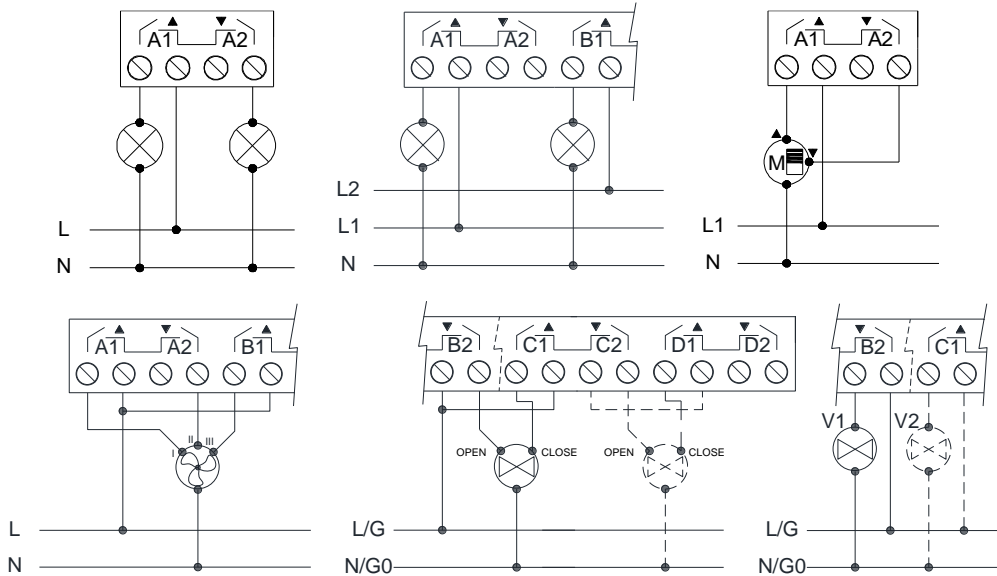 A1 A2
L
N
A1 A2 B1
L2
L1
N
A1 A2
M
L1
N
A1 A2 B1
I II III
L
N
B2 C1 C2 D1 D2
OPEN CLOSE OPEN CLOSE
L/G
N/G0
B2 C1
V1 V2
L/G
N/G0